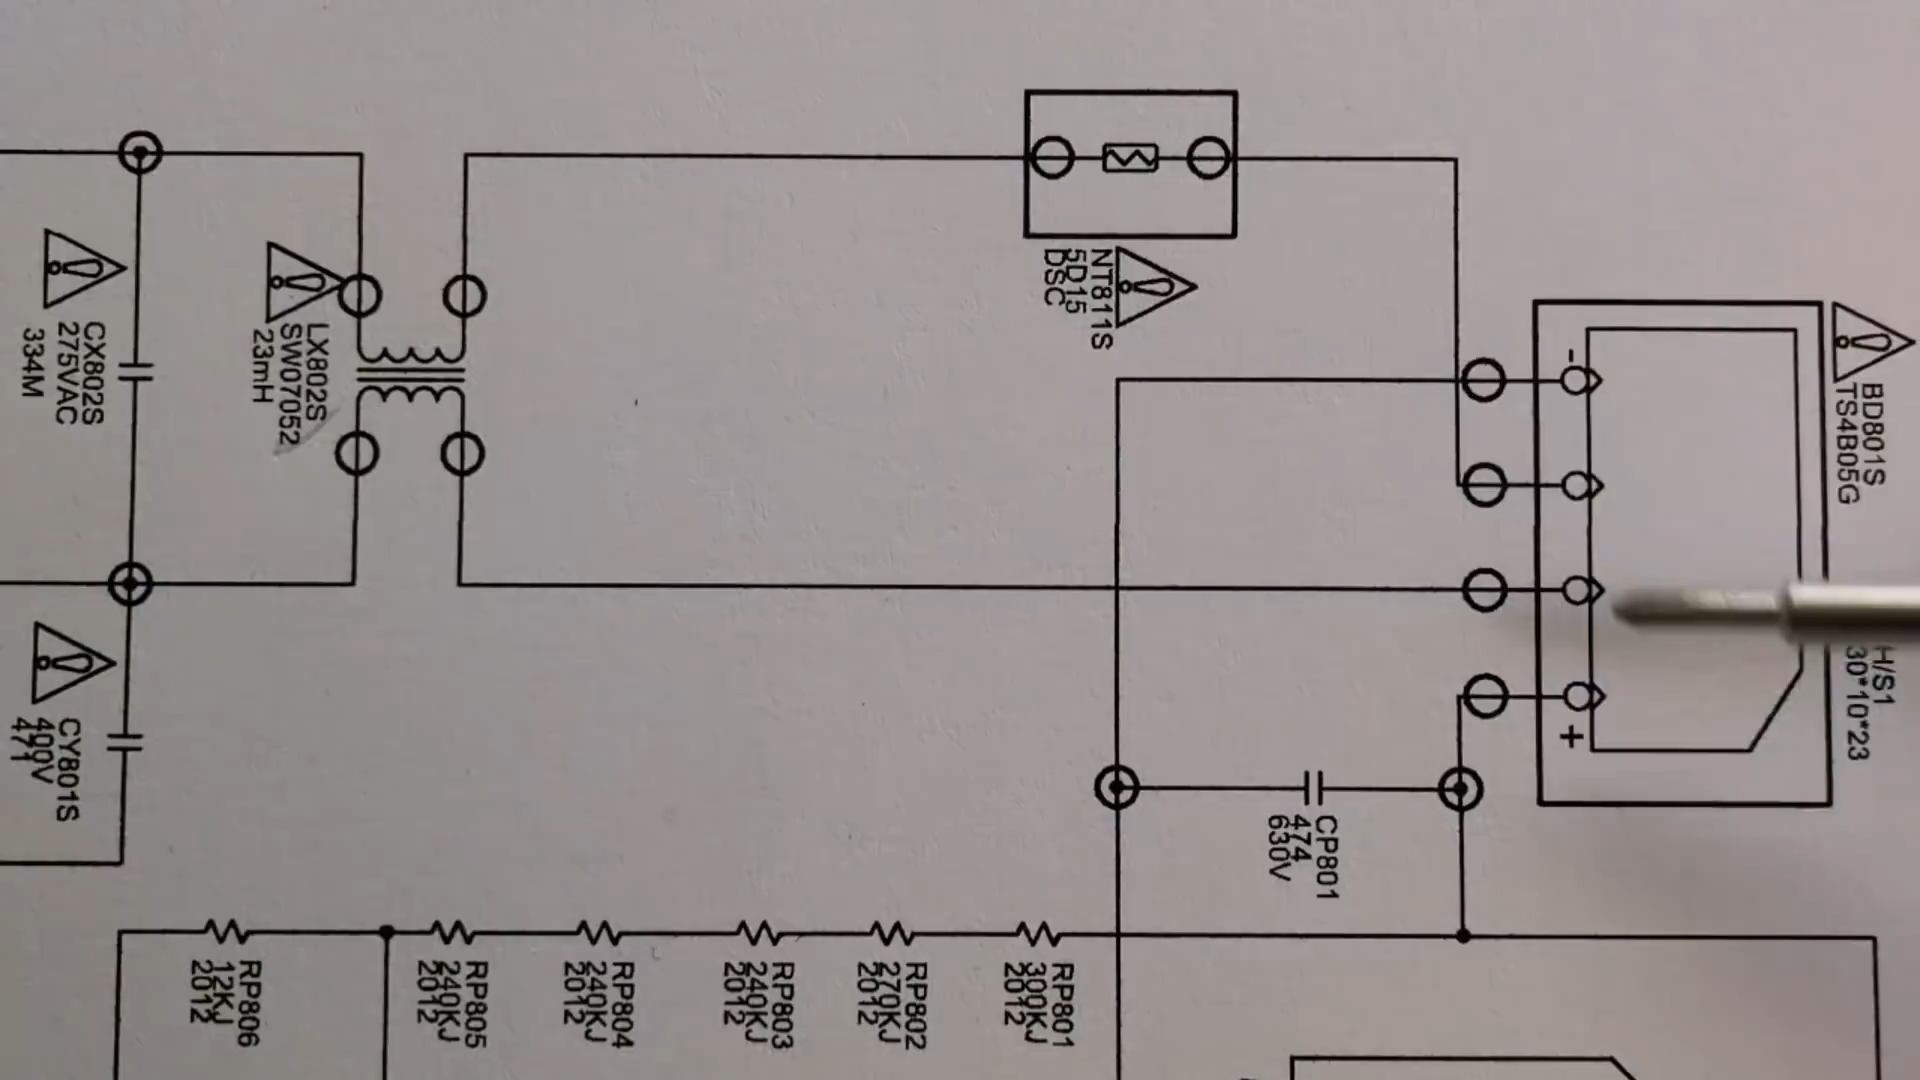 NT811S
5D15
DSC
BD801S
TS4B05G
H/S1
30*10*23
-
+
CX802S
275VAC
334M
LX802S
SW07052
23mH
CY801S
400V
471
CP801
474
630V
RP806
12KJ
2012
RP805
240KJ
2012
RP804
240KJ
2012
RP803
240KJ
2012
RP802
270KJ
2012
RP801
300KJ
2012